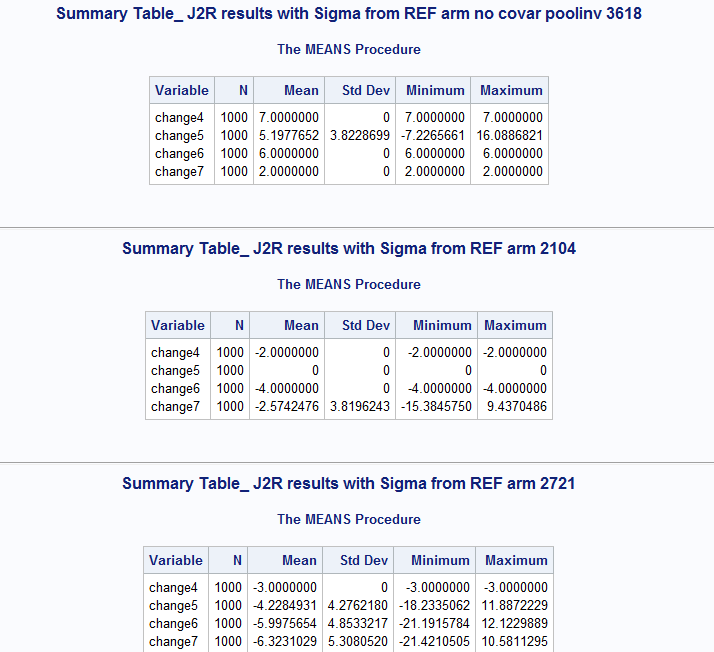 Summary Table_ J2R results with Sigma from REF arm no covar poolinv 3618
The MEANS Procedure
Variable N Mean Std Dev Minimum Maximum
change4 1000 7.0000000 0 7.0000000 7.0000000
change5 1000 5.1977652 3.8228699 -7.2265661 16.0886821
change6 1000 6.0000000 0 6.0000000 6.0000000
change7 1000 2.0000000 0 2.0000000 2.0000000
Summary Table_ J2R results with Sigma from REF arm 2104
The MEANS Procedure
Variable N Mean Std Dev Minimum Maximum
change4 1000 -2.0000000 0 -2.0000000 -2.0000000
change5 1000 0 0 0 0
change6 1000 -4.0000000 0 -4.0000000 -4.0000000
change7 1000 -2.5742476 3.8196243 -15.3845750 9.4370486
Summary Table_ J2R results with Sigma from REF arm 2721
The MEANS Procedure
Variable N Mean Std Dev Minimum Maximum
change4 1000 -3.0000000 0 -3.0000000 -3.0000000
change5 1000 -4.2284931 4.2762180 -18.2335062 11.8872229
change6 1000 -5.9975654 4.8533217 -21.1915784 12.1229889
change7 1000 -6.3231029 5.3080520 -21.4210505 10.5811295